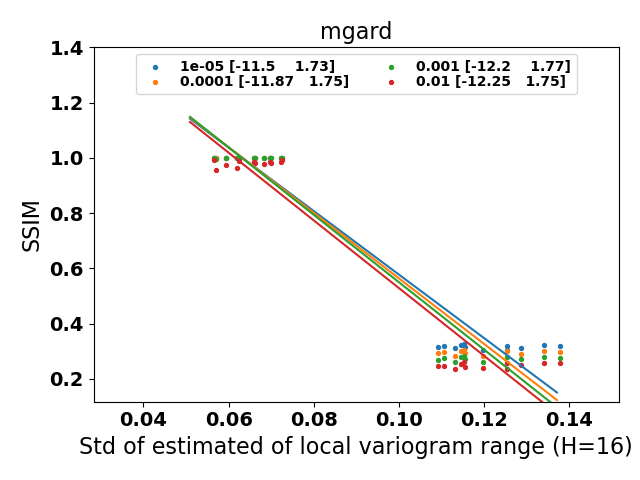 mgard
1.4
1e-05 [-11.5 1.73] 0.001 [-12.2 1.77]
0.0001 [-11.87 1.75] 0.01 [-12.25 1.75]
1.2
1.0
0.8
0.6
0.4
0.2
SSIM
0.04 0.06 0.08 0.10 0.12 0.14
Std of estimated of local variogram range (H=16)